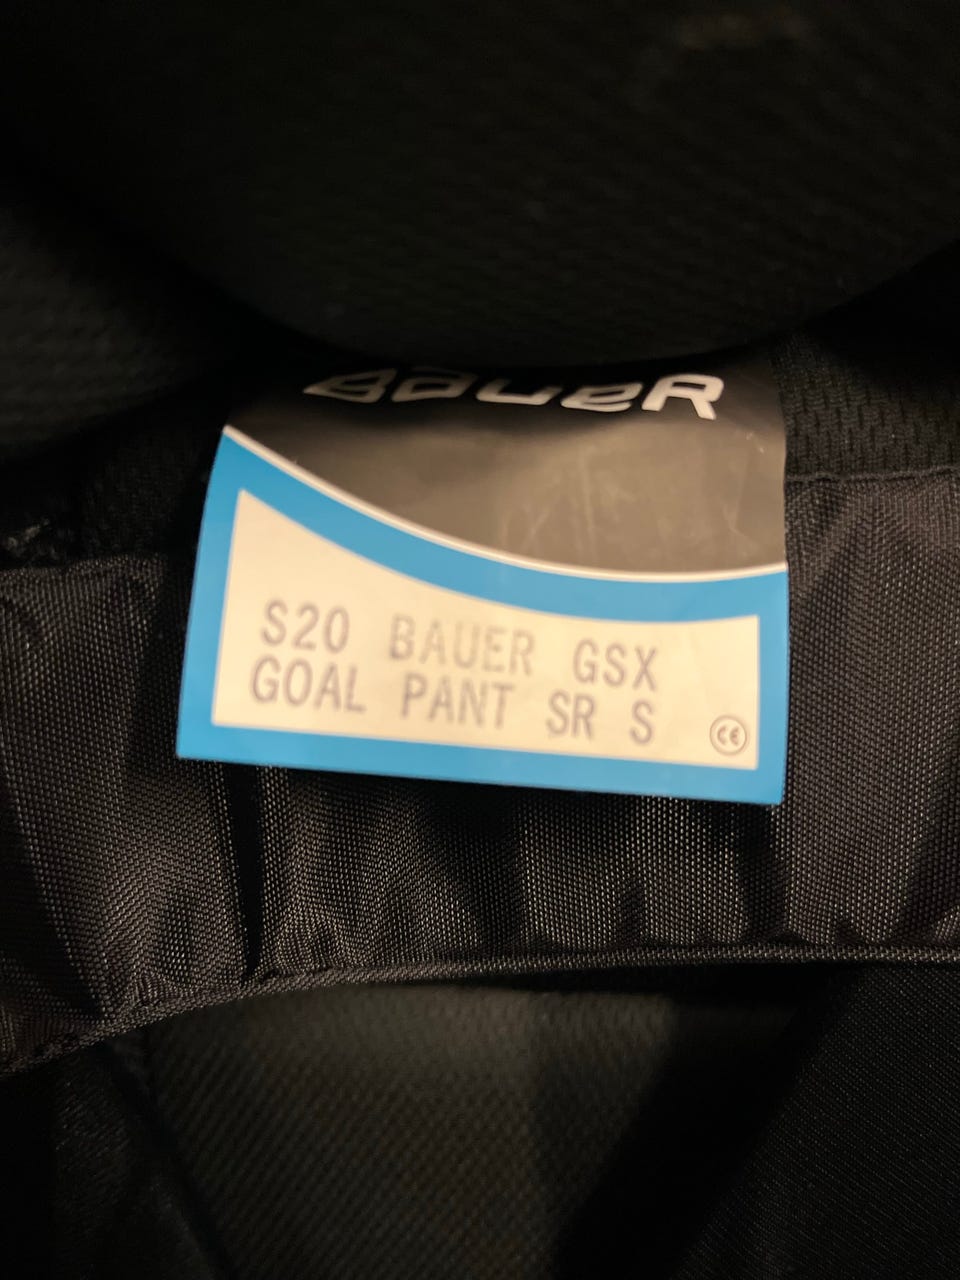 BAUER
S20 BAUER GSX
GOAL PANT SR S
CE